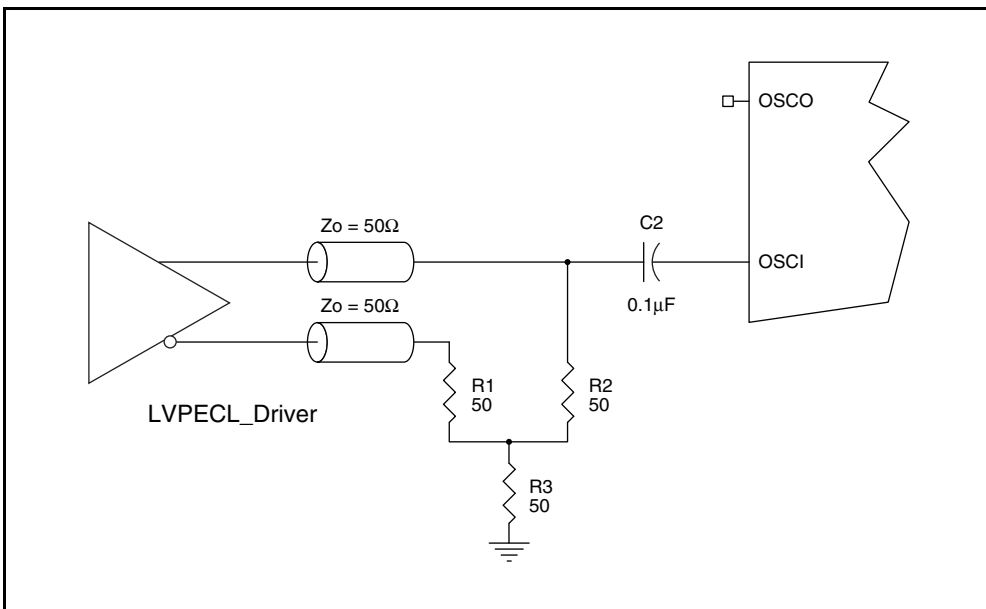 OSCO
Zo = 50Ω
C2
OSCI
0.1μF
Zo = 50Ω
R1
50
R2
50
LVPECL_Driver
R3
50